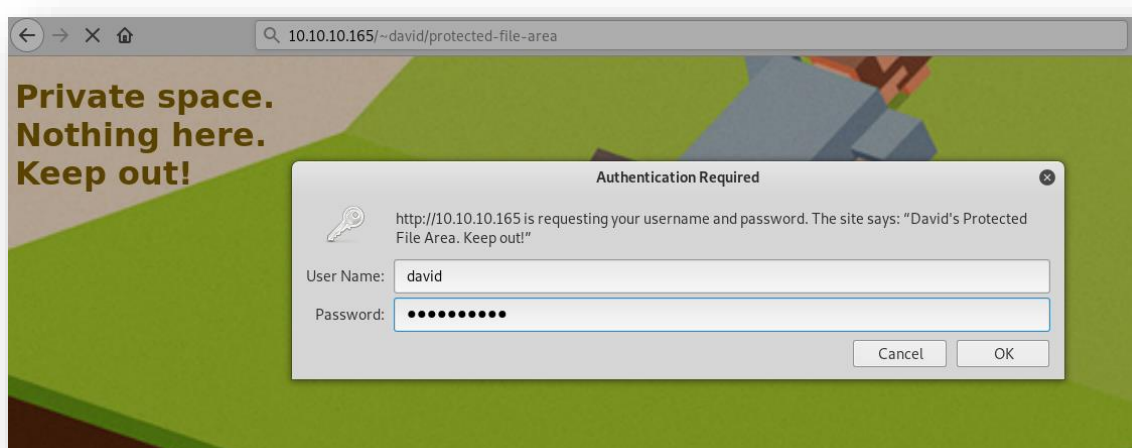 10.10.10.165/~david/protected-file-area
Private space.
Nothing here.
Keep out!
Authentication Required
http://10.10.10.165 is requesting your username and password. The site says: “David's Protected
File Area. Keep out!”
User Name: david
Password: ••••••••••
Cancel OK